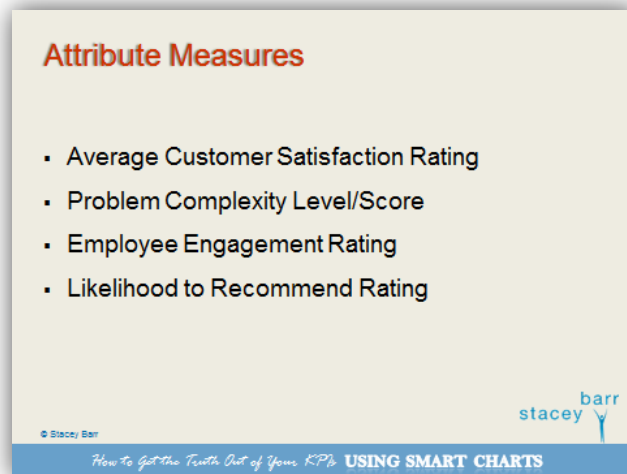 Attribute Measures
▪ Average Customer Satisfaction Rating
▪ Problem Complexity Level/Score
▪ Employee Engagement Rating
▪ Likelihood to Recommend Rating
barr
stacey
© Stacey Barr
How to Get the Truth Out of Your KPIs USING SMART CHARTS